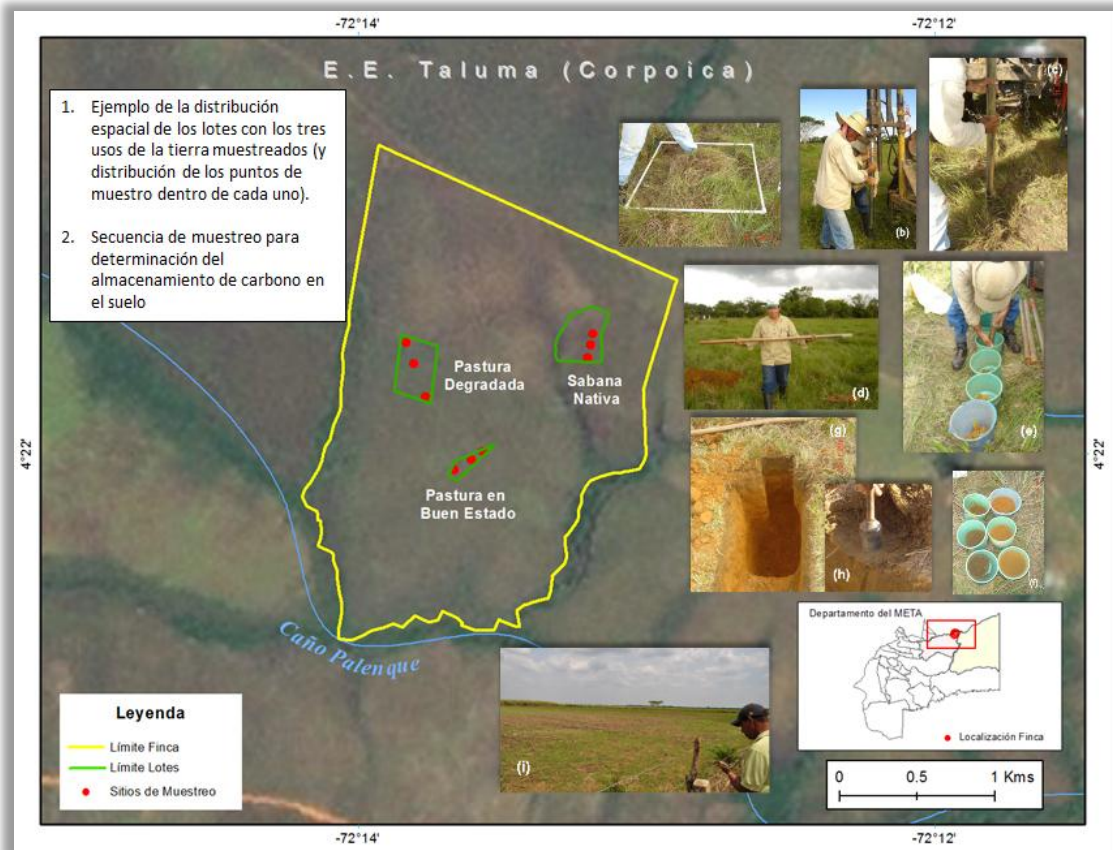 -72°14'
-72°12'
E.E. Taluma (Corpoica)
1. Ejemplo de la distribución
espacial de los lotes con los tres
usos de la tierra muestreados (y
distribución de los puntos de
muestro dentro de cada uno).
2. Secuencia de muestreo para
determinación del
almacenamiento de carbono en
el suelo
(b)
(c)
(d)
(e)
(g)
(h)
(f)
Pastura
Degradada
Sabana
Nativa
Pastura en
Buen Estado
4°22'
4°22'
Caño Palenque
Departamento del META
Localización Finca
(i)
Leyenda
Límite Finca
Límite Lotes
Sitios de Muestreo
0 0.5 1 Kms
-72°14'
-72°12'